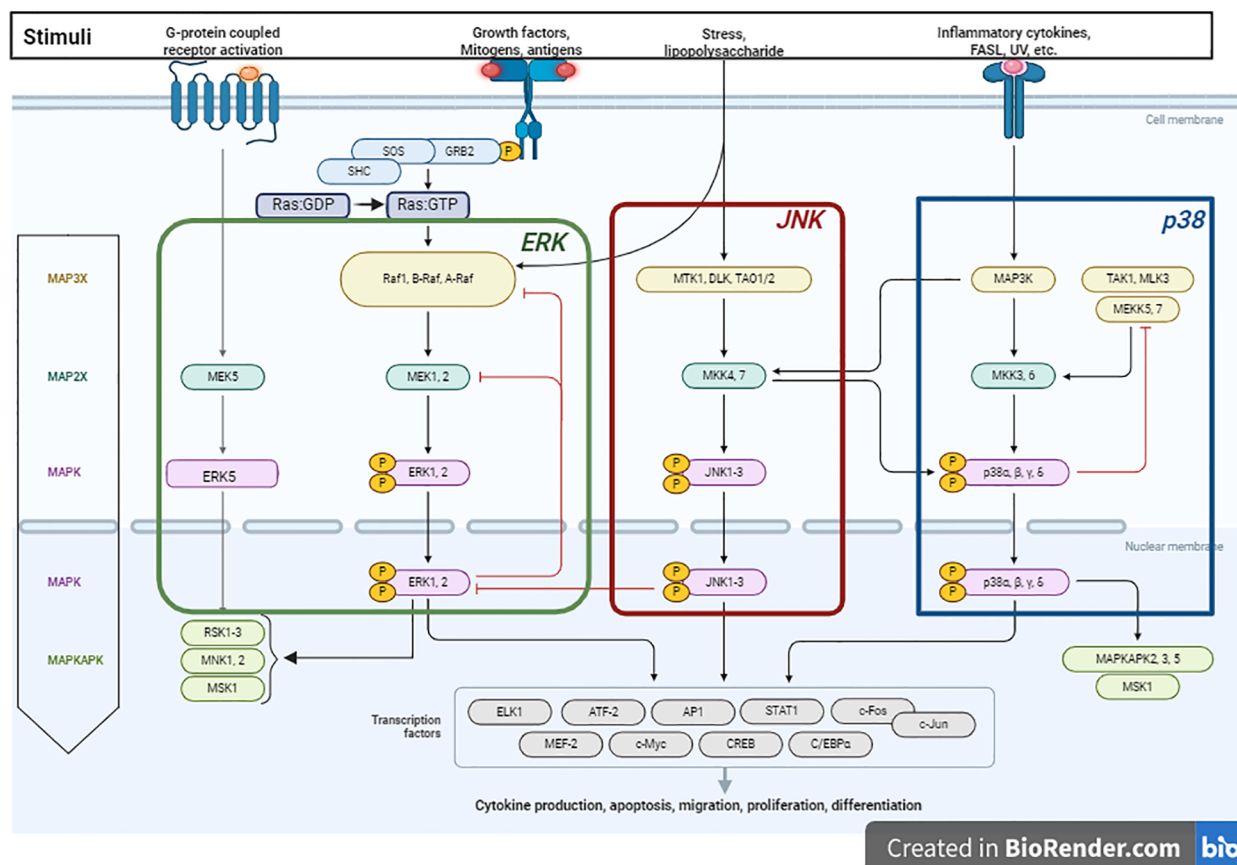 Stimuli
G-protein coupled
receptor activation
Growth factors,
Mitogens, antigens
Stress,
lipopolysaccharide
Inflammatory cytokines,
FASL, UV, etc.
Cell membrane
SOS
GRB2
P
SHC
Ras:GDP
Ras:GTP
ERK
JNK
p38
MAP3X
Raf1, B-Raf, A-Raf
MTK1, DLK, TAO1/2
MAP3K
TAK1, MLK3
MEKK5, 7
MAP2X
MEK5
MEK1, 2
MKK4, 7
MKK3, 6
MAPK
ERK5
P
P
ERK1, 2
P
P
JNK1-3
P
P
p38α, β, γ, δ
Nuclear membrane
MAPK
P
P
ERK1, 2
P
P
JNK1-3
P
P
p38α, β, γ, δ
MAPKAPK
RSK1-3
MNK1, 2
MSK1
MAPKAPK2, 3, 5
MSK1
Transcription
factors
ELK1
ATF-2
AP1
STAT1
c-Fos
c-Jun
MEF-2
c-Myc
CREB
C/EBPα
Cytokine production, apoptosis, migration, proliferation, differentiation
Created in BioRender.com
bio